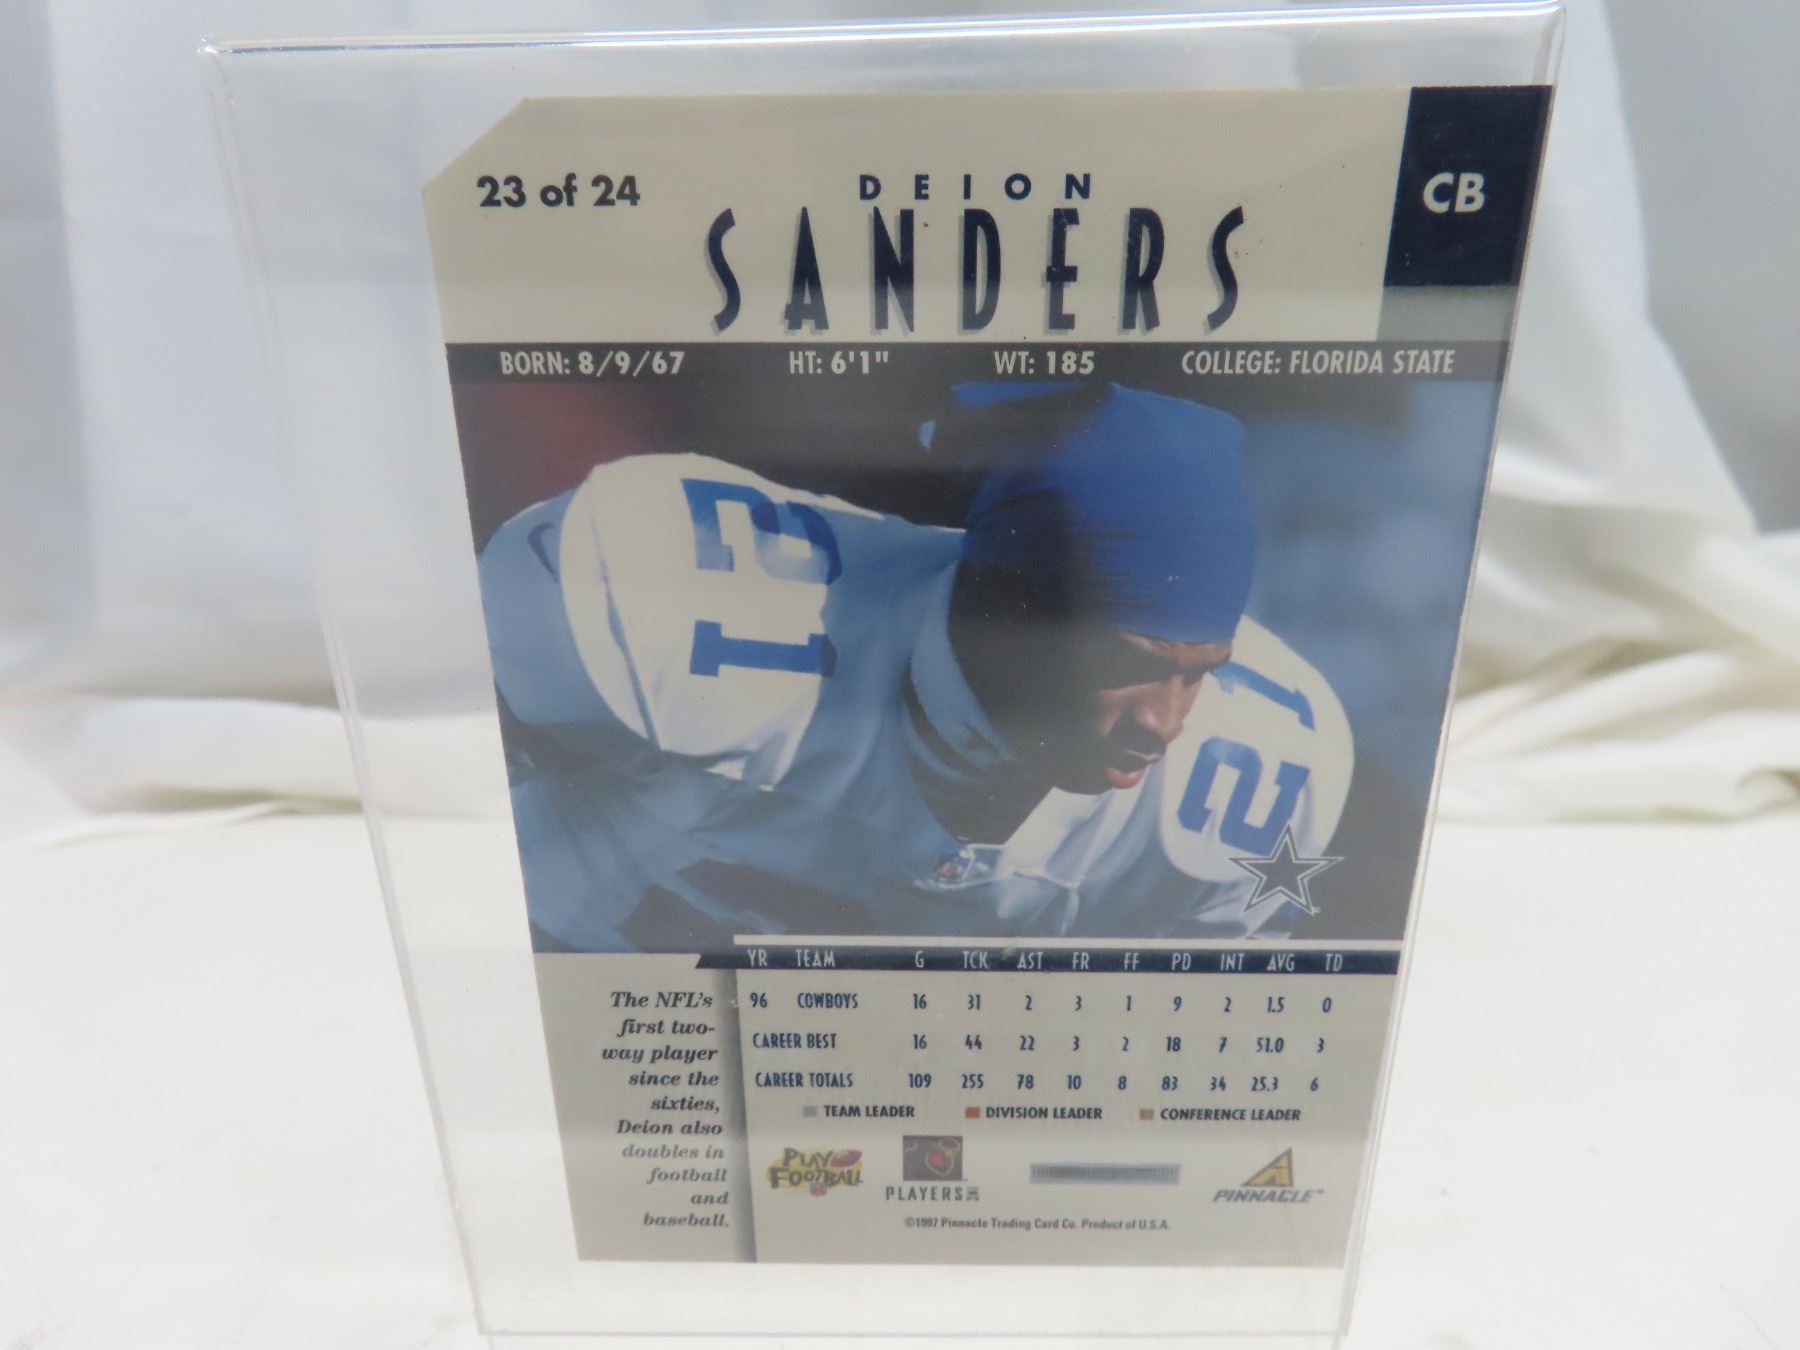 23 of 24
DEION
SANDERS
CB
BORN: 8/9/67 HT: 6'1" WT: 185 COLLEGE: FLORIDA STATE
21
21
YR TEAM G TCK AST FR FF PD INT AVG TD
96 COWBOYS 16 31 2 3 1 9 2 1.5 0
CAREER BEST 16 44 22 3 2 18 7 51.0 3
CAREER TOTALS 109 255 78 10 8 83 34 25.3 6
TEAM LEADER DIVISION LEADER CONFERENCE LEADER
The NFL's
first two-
way player
since the
sixties,
Deion also
doubles in
football
and
baseball.
PLAY
FOOTBALL
PLAYERS
PINNACLE
©1997 Pinnacle Trading Card Co. Product of U.S.A.